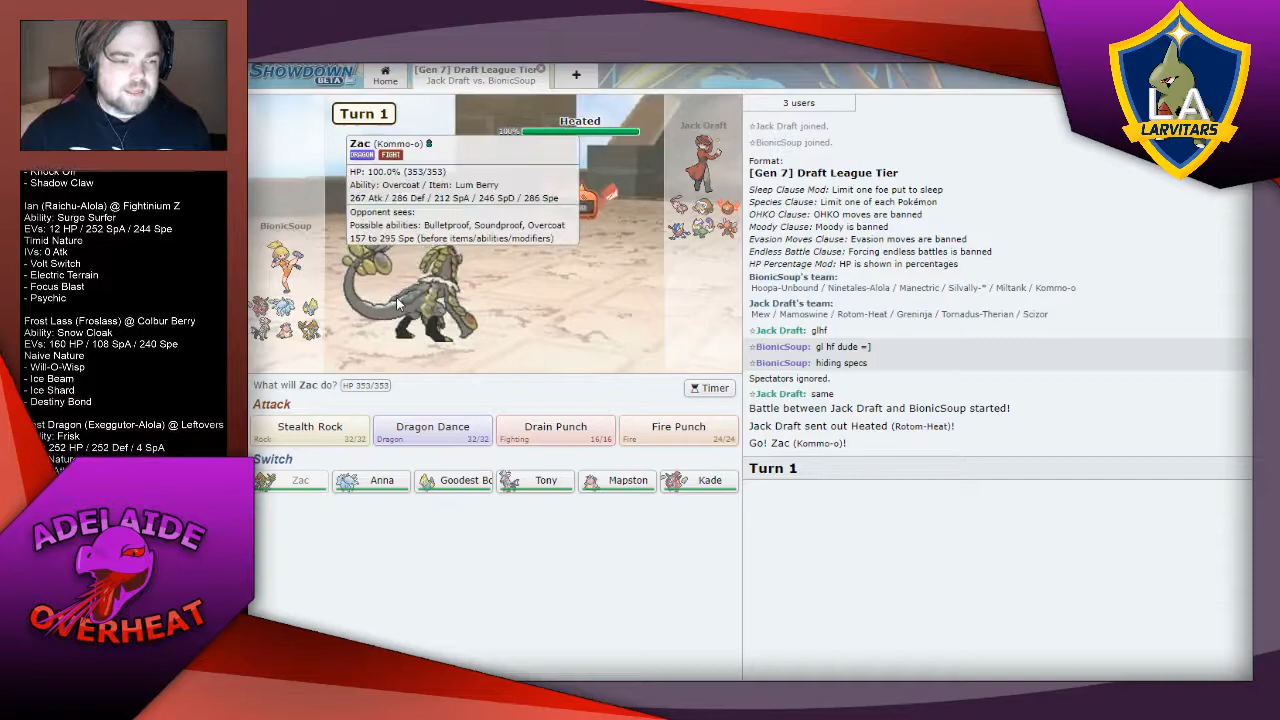 - Knock Off
- Shadow Claw
Ian (Raichu-Alola) @ Fightinium Z
Ability: Surge Surfer
EVs: 12 HP / 252 SpA / 244 Spe
Timid Nature
IVs: 0 Atk
- Volt Switch
- Electric Terrain
- Focus Blast
- Psychic
Frost Lass (Froslass) @ Colbur Berry
Ability: Snow Cloak
EVs: 160 HP / 108 SpA / 240 Spe
Naive Nature
- Will-O-Wisp
- Ice Beam
- Ice Shard
- Destiny Bond
st Dragon (Exeggutor-Alola) @ Leftovers
ility: Frisk
252 HP / 252 Def / 4 SpA
Natur
ADELAIDE
OVERHEAT
SHOWDOWN
BETA
Home
[Gen 7] Draft League Tier
Jack Draft vs. BionicSoup
+
Turn 1
Heated
100%
Zac (Kommo-o)
DRAGON FIGHT
HP: 100.0% (353/353)
Ability: Overcoat / Item: Lum Berry
267 Atk / 286 Def / 212 SpA / 246 SpD / 286 Spe
Opponent sees:
Possible abilities: Bulletproof, Soundproof, Overcoat
157 to 295 Spe (before items/abilities/modifiers)
BionicSoup
Jack Draft
What will Zac do? HP 353/353
Timer
Attack
Stealth Rock
Rock 32/32
Dragon Dance
Dragon 32/32
Drain Punch
Fighting 16/16
Fire Punch
Fire 24/24
Switch
Zac
Anna
Goodest Bo
Tony
Mapston
Kade
3 users
☆Jack Draft joined.
☆BionicSoup joined.
Format:
[Gen 7] Draft League Tier
Sleep Clause Mod: Limit one foe put to sleep
Species Clause: Limit one of each Pokémon
OHKO Clause: OHKO moves are banned
Moody Clause: Moody is banned
Evasion Moves Clause: Evasion moves are banned
Endless Battle Clause: Forcing endless battles is banned
HP Percentage Mod: HP is shown in percentages
BionicSoup's team:
Hoopa-Unbound / Ninetales-Alola / Manectric / Silvally-* / Miltank / Kommo-o
Jack Draft's team:
Mew / Mamoswine / Rotom-Heat / Greninja / Tornadus-Therian / Scizor
☆Jack Draft: glhf
☆BionicSoup: gl hf dude =]
☆BionicSoup: hiding specs
Spectators ignored.
☆Jack Draft: same
Battle between Jack Draft and BionicSoup started!
Jack Draft sent out Heated (Rotom-Heat)!
Go! Zac (Kommo-o)!
Turn 1
LA
LARVITARS